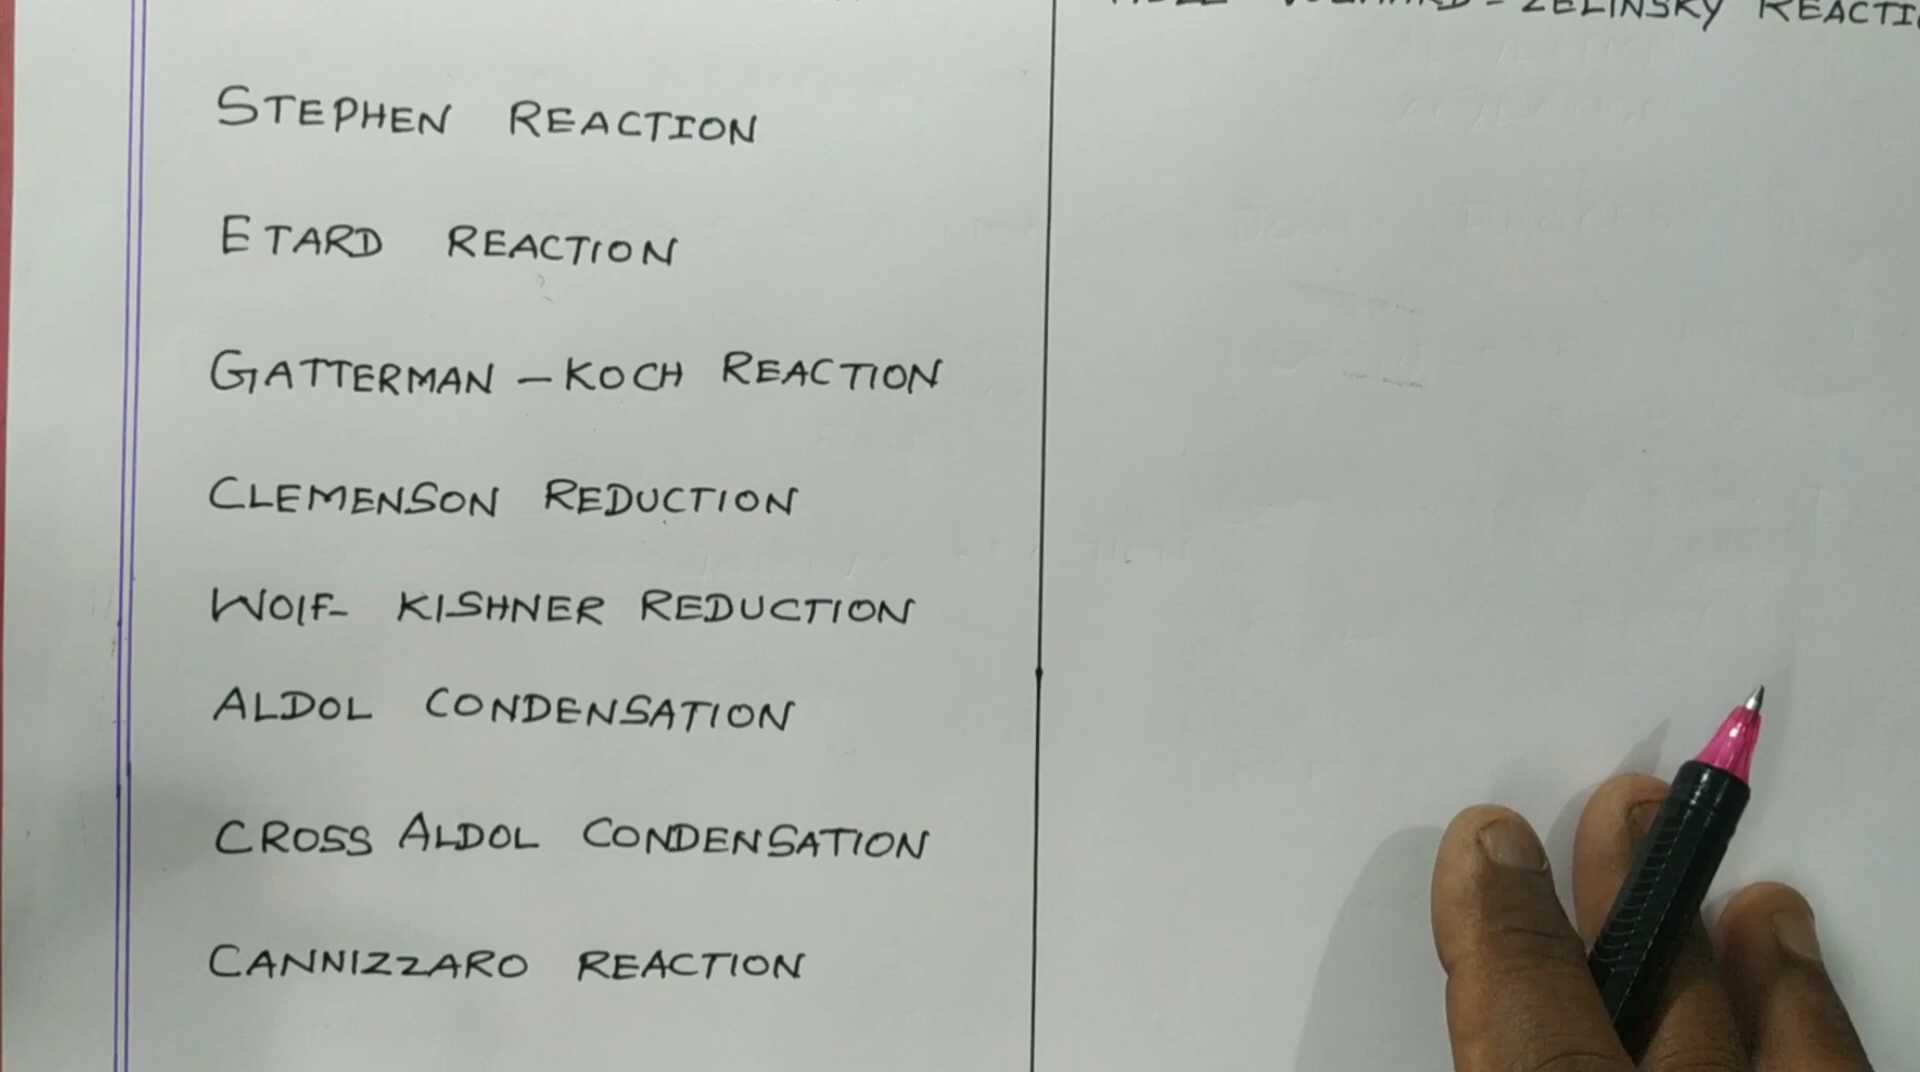 STEPHEN REACTION
ETARD REACTION
GATTERMAN – KOCH REACTION
CLEMENSON REDUCTION
WOlF- KISHNER REDUCTION
ALDOL CONDENSATION
CROSS ALDOL CONDENSATION
CANNIZZARO REACTION
ZELINSKY